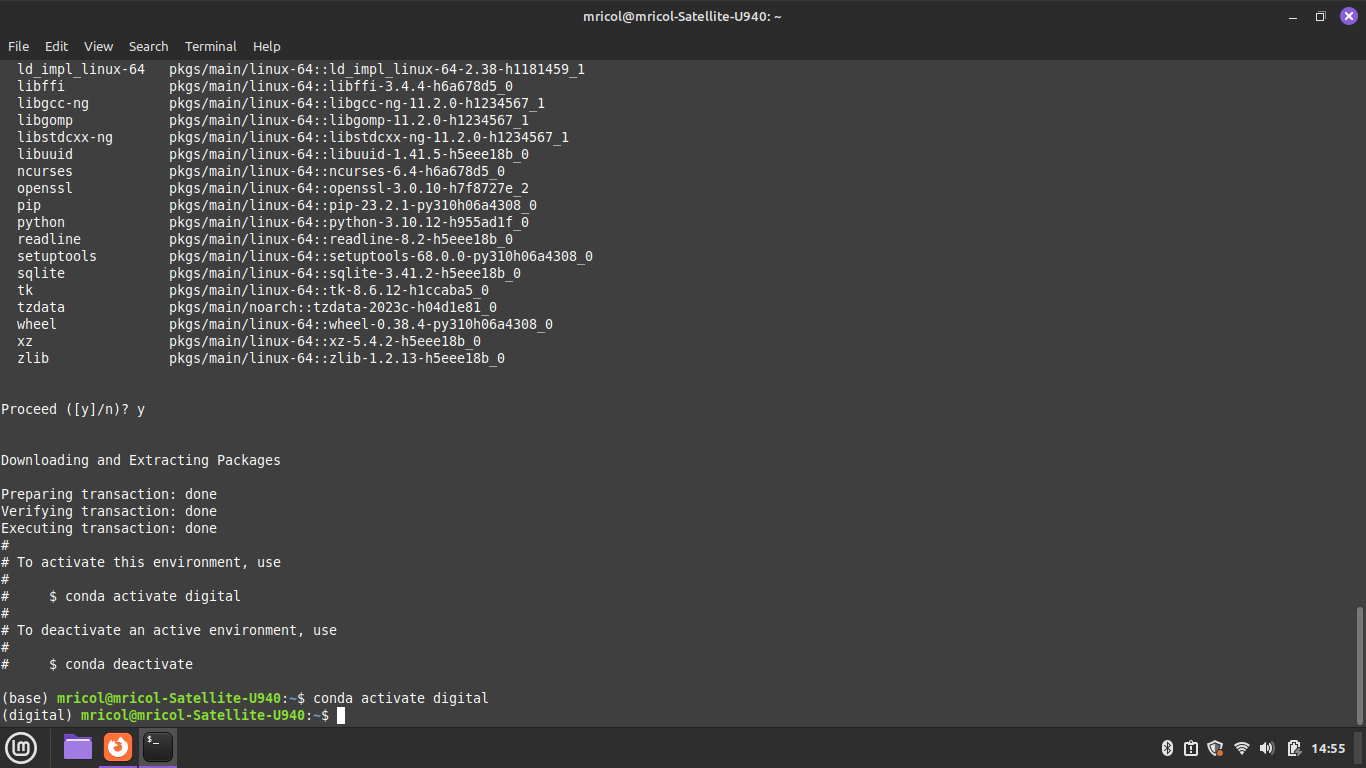 mricol@mricol-Satellite-U940: ~
File Edit View Search Terminal Help
ld_impl_linux-64 pkgs/main/linux-64::ld_impl_linux-64-2.38-h1181459_1
libffi pkgs/main/linux-64::libffi-3.4.4-h6a678d5_0
libgcc-ng pkgs/main/linux-64::libgcc-ng-11.2.0-h1234567_1
libgomp pkgs/main/linux-64::libgomp-11.2.0-h1234567_1
libstdcxx-ng pkgs/main/linux-64::libstdcxx-ng-11.2.0-h1234567_1
libuuid pkgs/main/linux-64::libuuid-1.41.5-h5eee18b_0
ncurses pkgs/main/linux-64::ncurses-6.4-h6a678d5_0
openssl pkgs/main/linux-64::openssl-3.0.10-h7f8727e_2
pip pkgs/main/linux-64::pip-23.2.1-py310h06a4308_0
python pkgs/main/linux-64::python-3.10.12-h955ad1f_0
readline pkgs/main/linux-64::readline-8.2-h5eee18b_0
setuptools pkgs/main/linux-64::setuptools-68.0.0-py310h06a4308_0
sqlite pkgs/main/linux-64::sqlite-3.41.2-h5eee18b_0
tk pkgs/main/linux-64::tk-8.6.12-h1ccaba5_0
tzdata pkgs/main/noarch::tzdata-2023c-h04d1e81_0
wheel pkgs/main/linux-64::wheel-0.38.4-py310h06a4308_0
xz pkgs/main/linux-64::xz-5.4.2-h5eee18b_0
zlib pkgs/main/linux-64::zlib-1.2.13-h5eee18b_0
Proceed ([y]/n)? y
Downloading and Extracting Packages
Preparing transaction: done
Verifying transaction: done
Executing transaction: done
#
# To activate this environment, use
#
# $ conda activate digital
#
# To deactivate an active environment, use
#
# $ conda deactivate
(base) mricol@mricol-Satellite-U940:~$ conda activate digital
(digital) mricol@mricol-Satellite-U940:~$
14:55